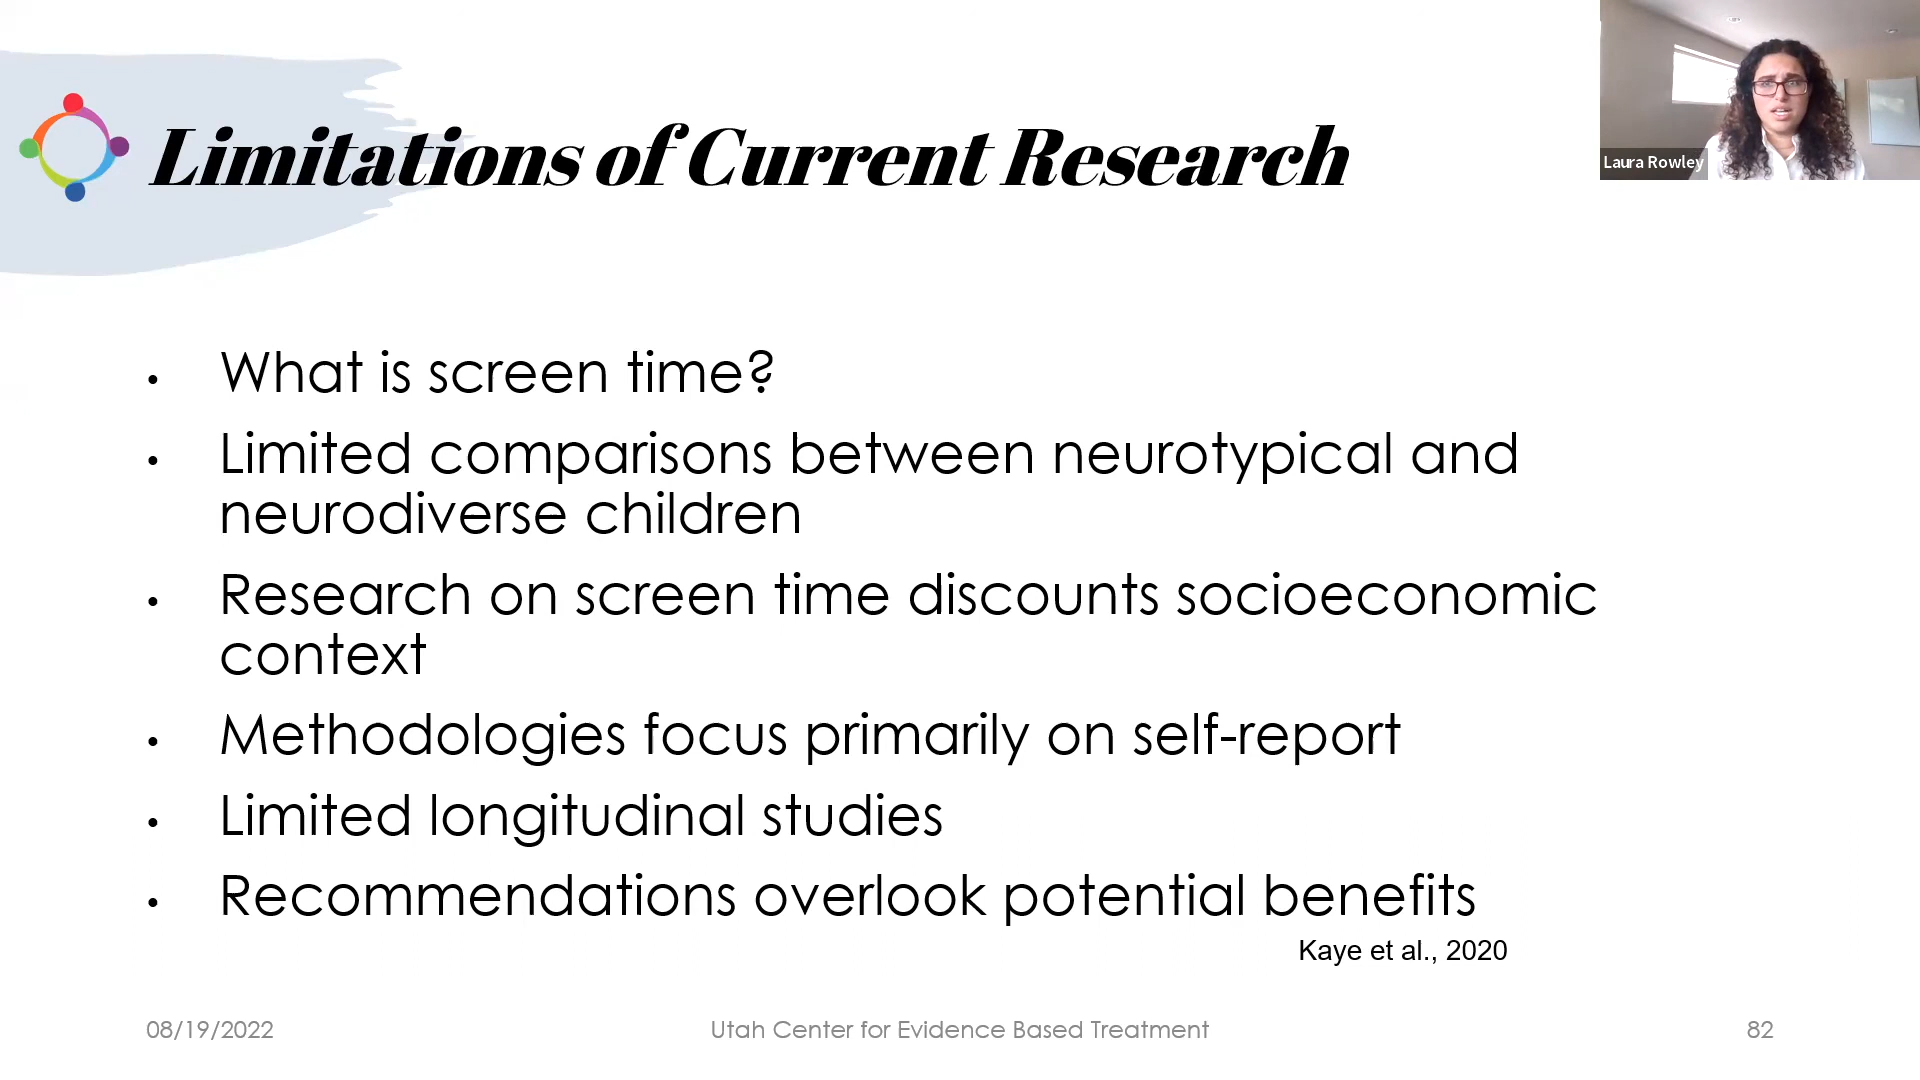 Limitations of Current Research
Laura Rowley
• What is screen time?
• Limited comparisons between neurotypical and
neurodiverse children
• Research on screen time discounts socioeconomic
context
• Methodologies focus primarily on self-report
• Limited longitudinal studies
• Recommendations overlook potential benefits
Kaye et al., 2020
08/19/2022 Utah Center for Evidence Based Treatment 82